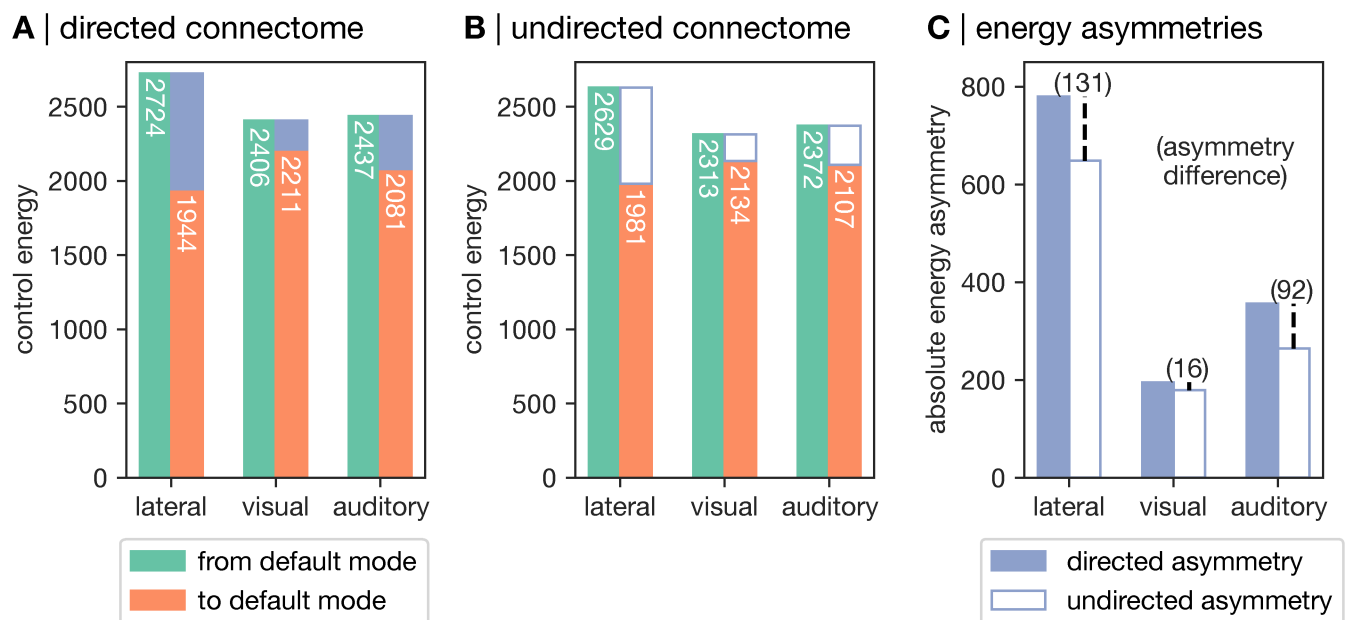 A | directed connectome
control energy
2500
2000
1500
1000
500
0
2724
1944
2406
2211
2437
2081
lateral visual auditory
from default mode
to default mode
B | undirected connectome
control energy
2500
2000
1500
1000
500
0
2629
1981
2313
2134
2372
2107
lateral visual auditory
C | energy asymmetries
absolute energy asymmetry
800
600
400
200
0
(131)
(asymmetry
difference)
(16)
(92)
lateral visual auditory
directed asymmetry
undirected asymmetry